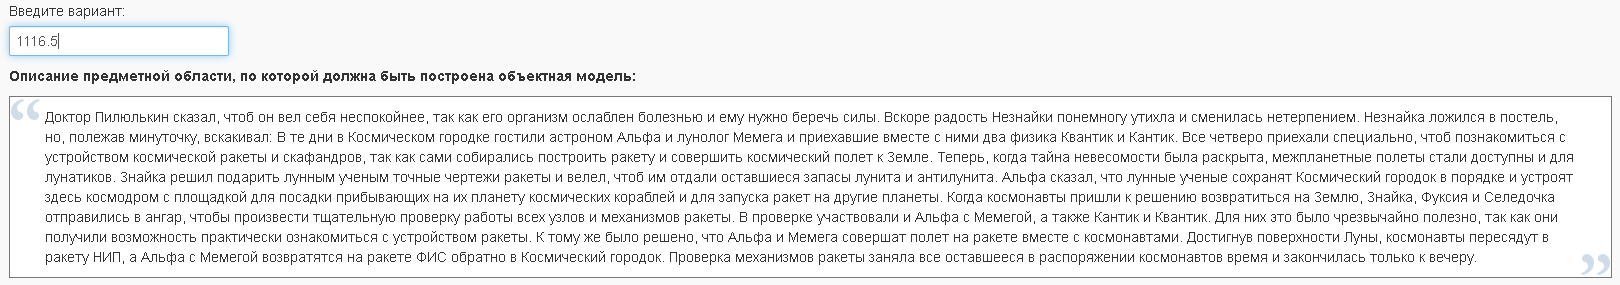 Введите вариант:
1116.5
Описание предметной области, по которой должна быть построена объектная модель:
Доктор Пилюлькин сказал, чтоб он вел себя неспокойнее, так как его организм ослаблен болезнью и ему нужно беречь силы. Вскоре радость Незнайки понемногу утихла и сменилась нетерпением. Незнайка ложился в постель,
но, полежав минуточку, вскакивал: В те дни в Космическом городке гостили астроном Альфа и лунолог Мемега и приехавшие вместе с ними два физика Квантик и Кантик. Все четверо приехали специально, чтоб познакомиться с
устройством космической ракеты и скафандров, так как сами собирались построить ракету и совершить космический полет к Земле. Теперь, когда тайна невесомости была раскрыта, межпланетные полеты стали доступны и для
лунатиков. Знайка решил подарить лунным ученым точные чертежи ракеты и велел, чтоб им отдали оставшиеся запасы лунита и антилунита. Альфа сказал, что лунные ученые сохранят Космический городок в порядке и устроят
здесь космодром с площадкой для посадки прибывающих на их планету космических кораблей и для запуска ракет на другие планеты. Когда космонавты пришли к решению возвратиться на Землю, Знайка, Фуксия и Селедочка
отправились в ангар, чтобы произвести тщательную проверку работы всех узлов и механизмов ракеты. В проверке участвовали и Альфа с Мемегой, а также Кантик и Квантик. Для них это было чрезвычайно полезно, так как они
получили возможность практически ознакомиться с устройством ракеты. К тому же было решено, что Альфа и Мемега совершат полет на ракете вместе с космонавтами. Достигнув поверхности Луны, космонавты пересядут в
ракету НИП, а Альфа с Мемегой возвратятся на ракете ФИС обратно в Космический городок. Проверка механизмов ракеты заняла все оставшееся в распоряжении космонавтов время и закончилась только к вечеру.